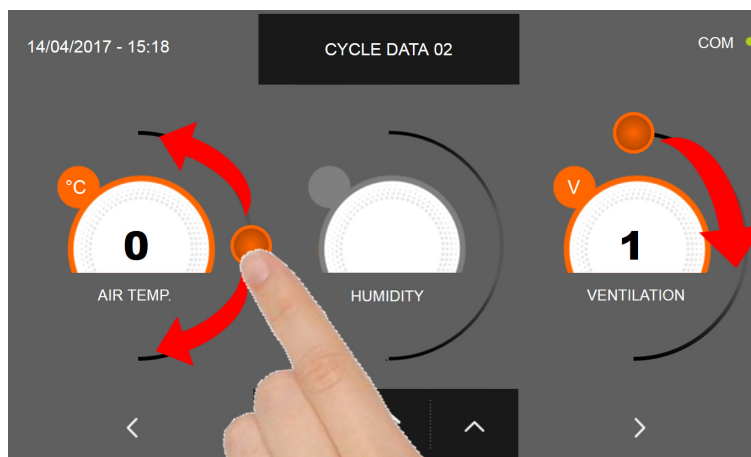 14/04/2017 - 15:18
CYCLE DATA 02
COM
°C
V
0
1
AIR TEMP.
HUMIDITY
VENTILATION